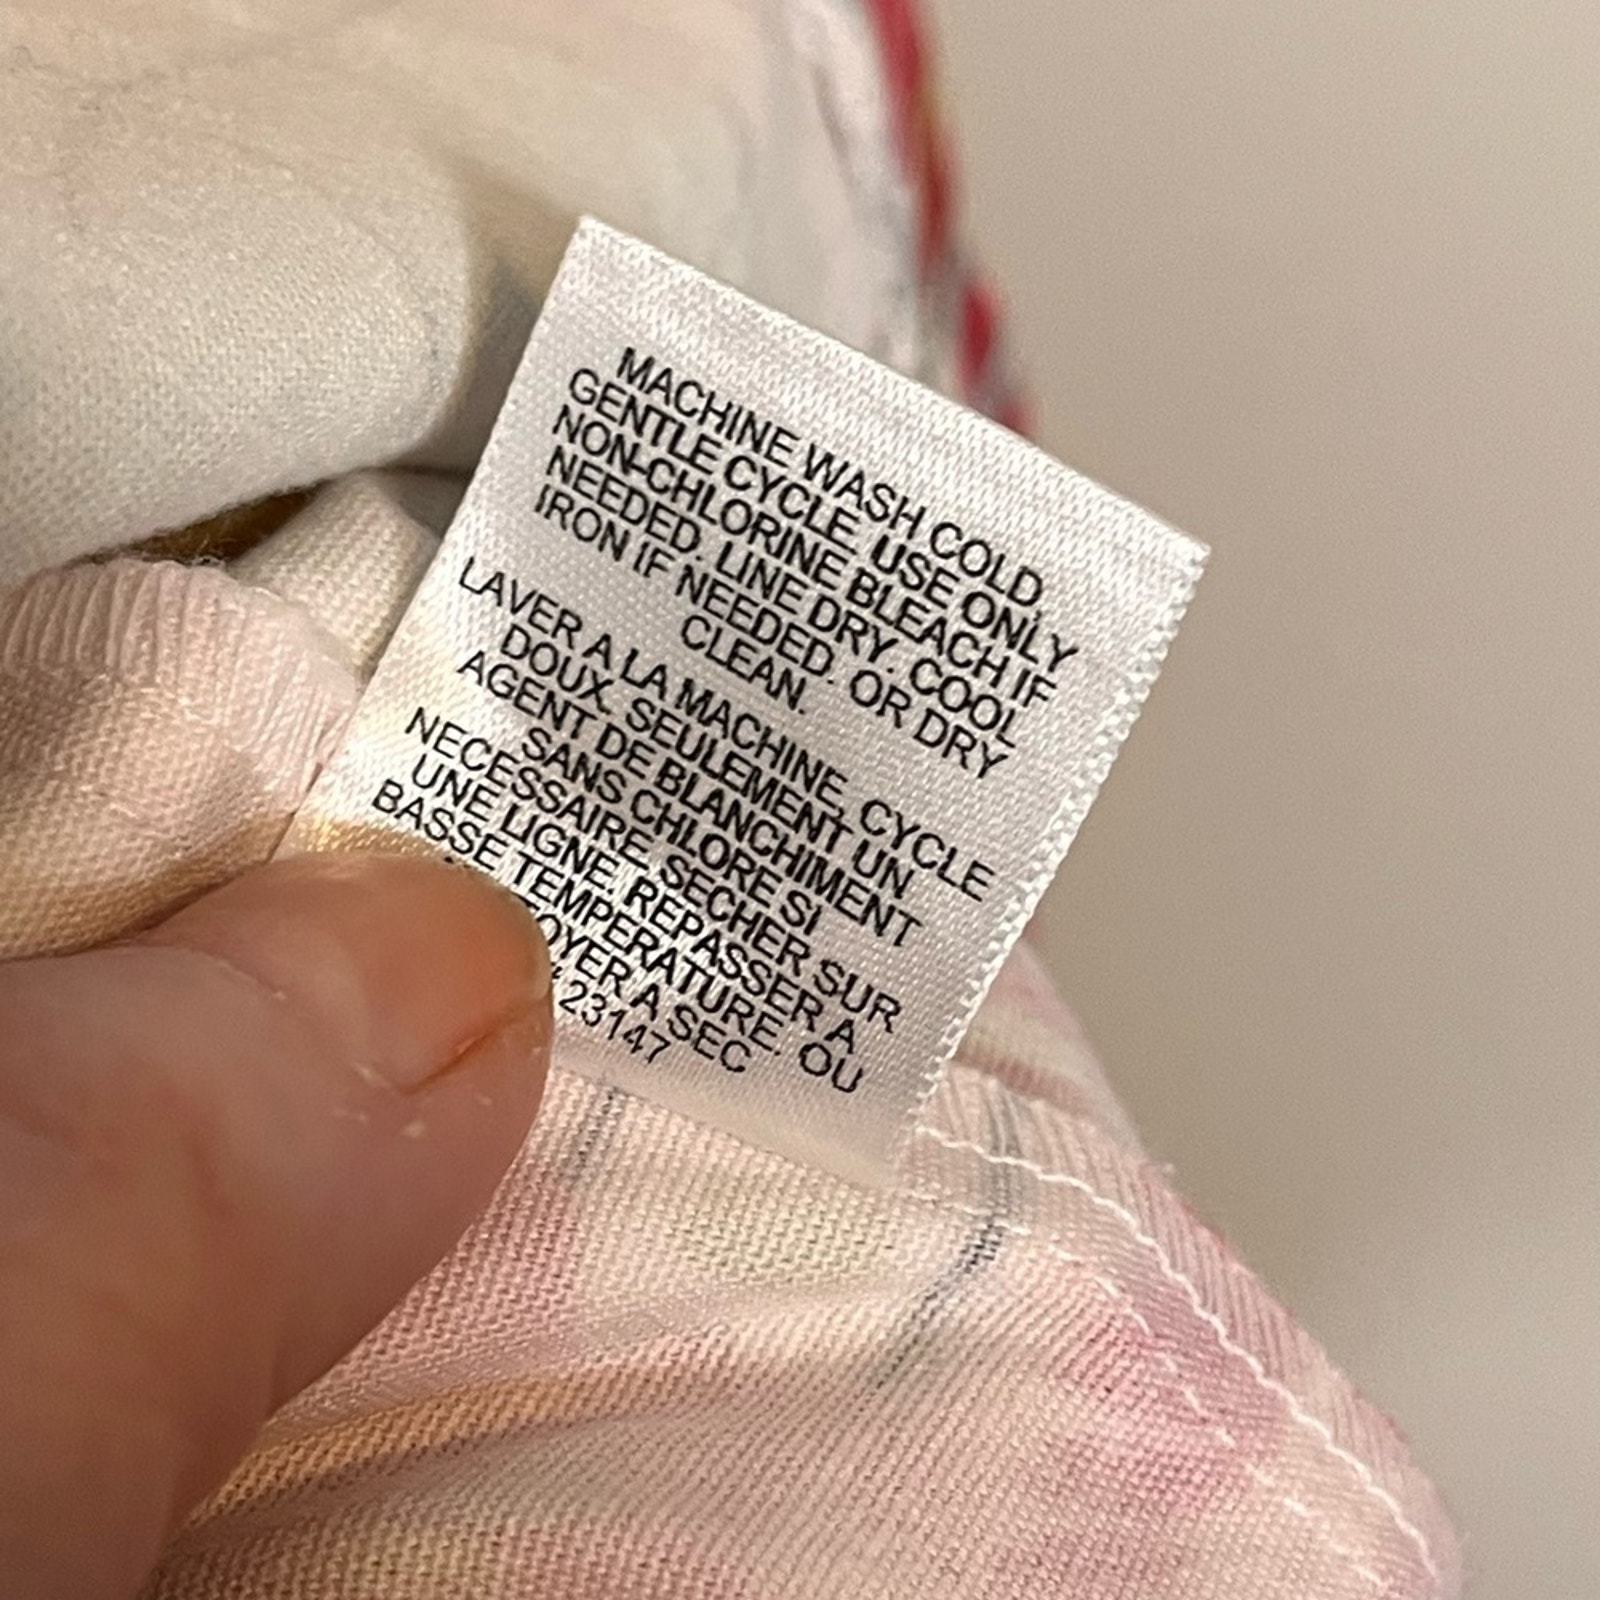 MACHINE WASH COLD,
GENTLE CYCLE. USE ONLY
NON-CHLORINE BLEACH IF
NEEDED. LINE DRY. COOL
IRON IF NEEDED. OR DRY
CLEAN.
LAVER A LA MACHINE, CYCLE
DOUX. SEULEMENT UN
AGENT DE BLANCHIMENT
SANS CHLORE SI
NECESSAIRE. SECHER SUR
UNE LIGNE. REPASSER A
BASSE TEMPERATURE. OU
A SEC
23147